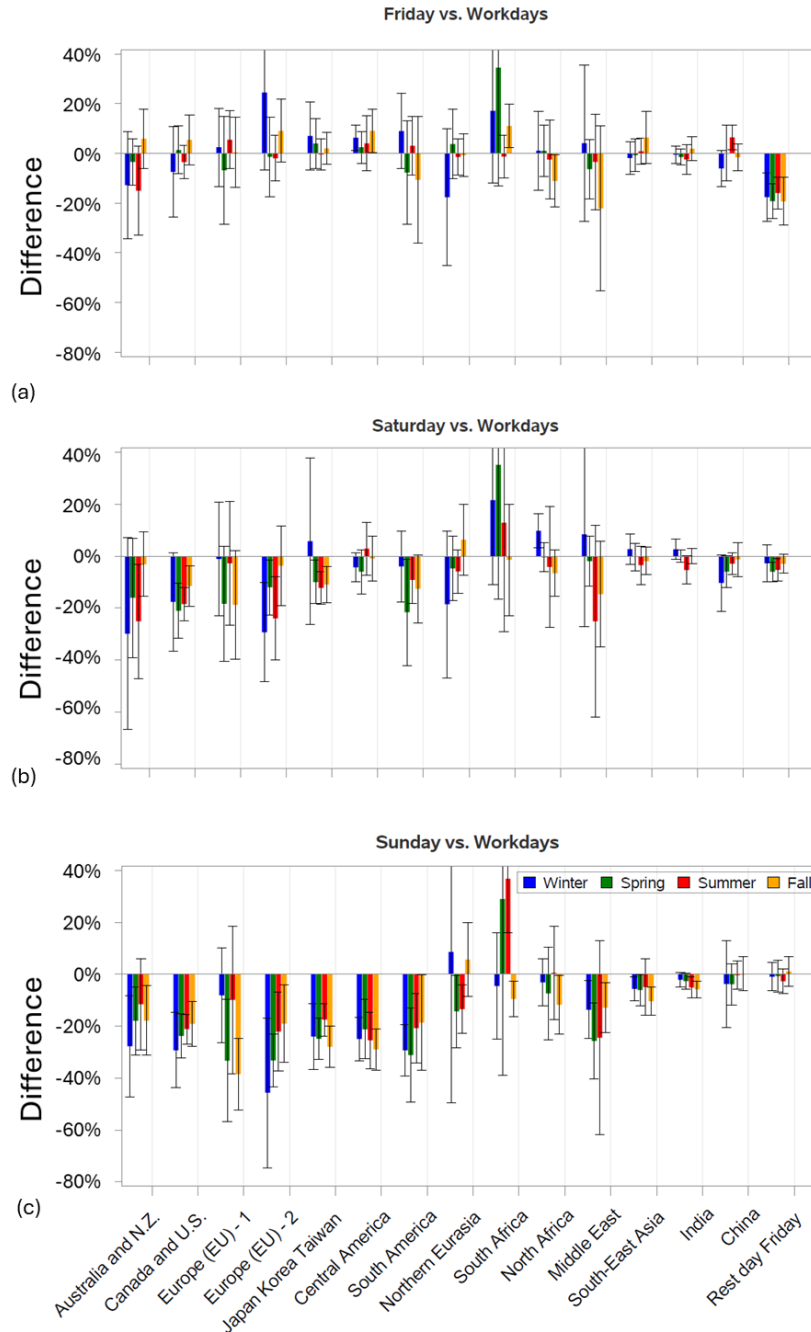 Friday vs. Workdays
40%
20%
0%
-20%
-40%
-60%
-80%
Difference
(a)
Saturday vs. Workdays
40%
20%
0%
-20%
-40%
-60%
-80%
Difference
(b)
Sunday vs. Workdays
Winter Spring Summer Fall
40%
20%
0%
-20%
-40%
-60%
-80%
Difference
(c)
Australia and N.Z.
Canada and U.S.
Europe (EU) - 1
Europe (EU) - 2
Japan Korea Taiwan
Central America
South America
Northern Eurasia
South Africa
North Africa
Middle East
South-East Asia
India
China
Rest day Friday